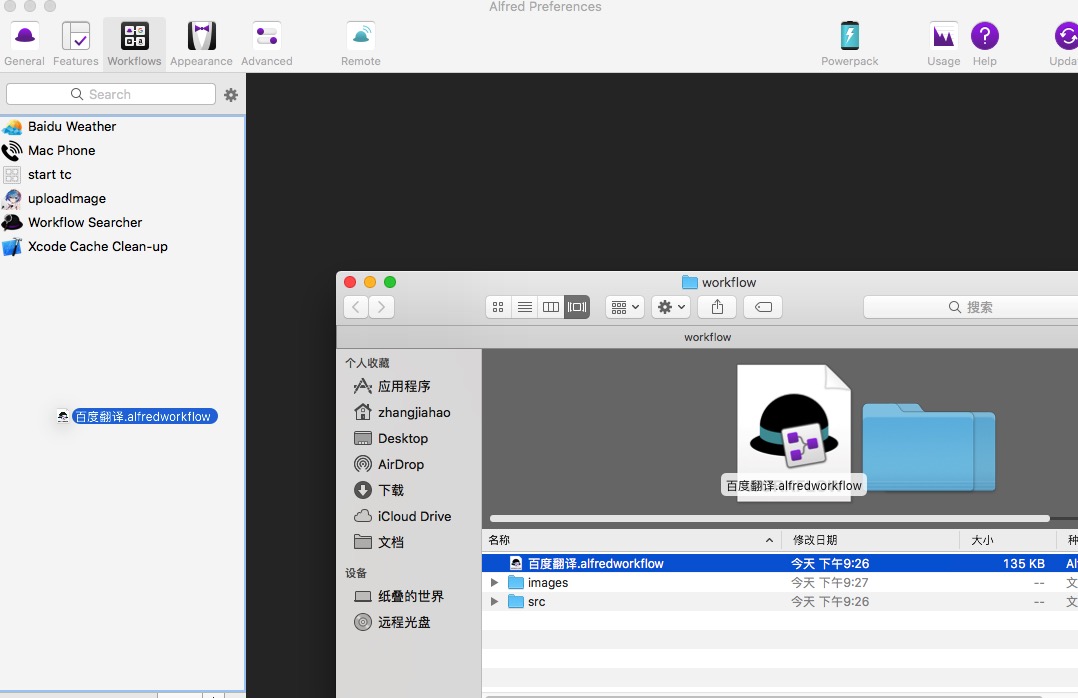 Alfred Preferences
General Features Workflows Appearance Advanced Remote Powerpack Usage Help
Search
Baidu Weather
Mac Phone
start tc
uploadImage
Workflow Searcher
Xcode Cache Clean-up
百度翻译.alfredworkflow
workflow
搜索
workflow
个人收藏
应用程序
zhangjiahao
Desktop
AirDrop
下载
iCloud Drive
文档
设备
纸叠的世界
远程光盘
百度翻译.alfredworkflow
名称 修改日期 大小 种
百度翻译.alfredworkflow 今天 下午9:26 135 KB Al
images 今天 下午9:27 -- 文
src 今天 下午9:26 -- 文